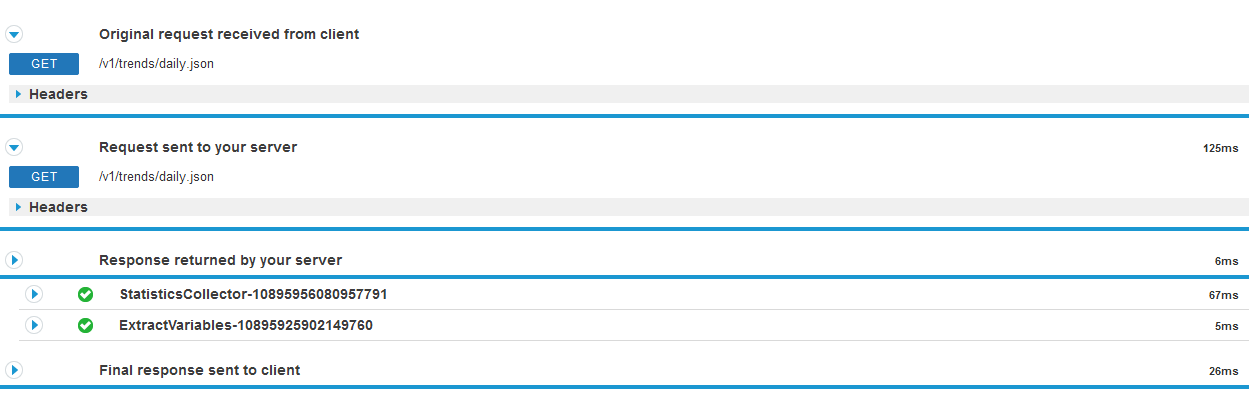 Original request received from client
GET /v1/trends/daily.json
Headers
Request sent to your server 125ms
GET /v1/trends/daily.json
Headers
Response returned by your server 6ms
StatisticsCollector-10895956080957791 67ms
ExtractVariables-10895925902149760 5ms
Final response sent to client 26ms